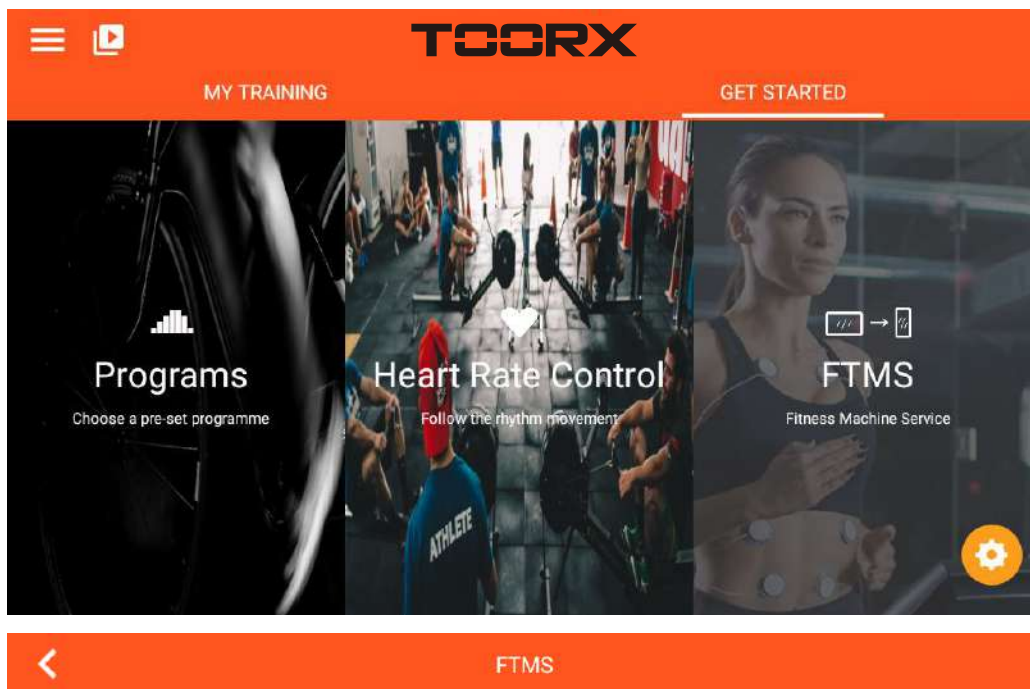 TOORX
MY TRAINING
GET STARTED
Programs
Choose a pre-set programme
Heart Rate Control
Follow the rhythm movement
FTMS
Fitness Machine Service
ATHLETE
FTMS